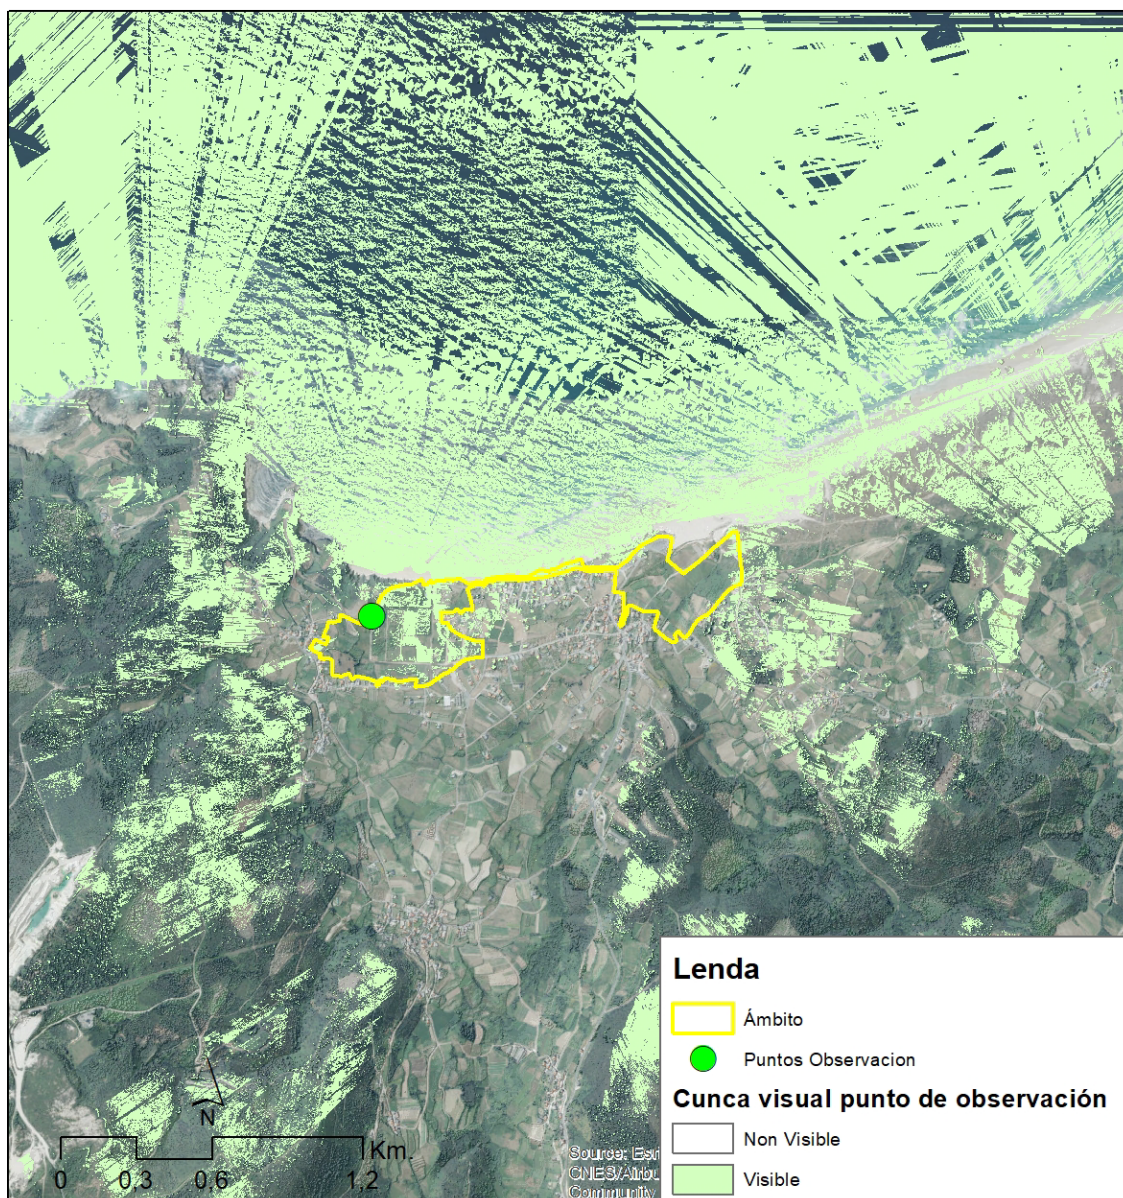 Lenda
Ámbito
Puntos Observacion
Cunca visual punto de observación
Non Visible
Visible
N
Km.
0 0,3 0,6 1,2
Source: Esri
CNES/Airbu
Community